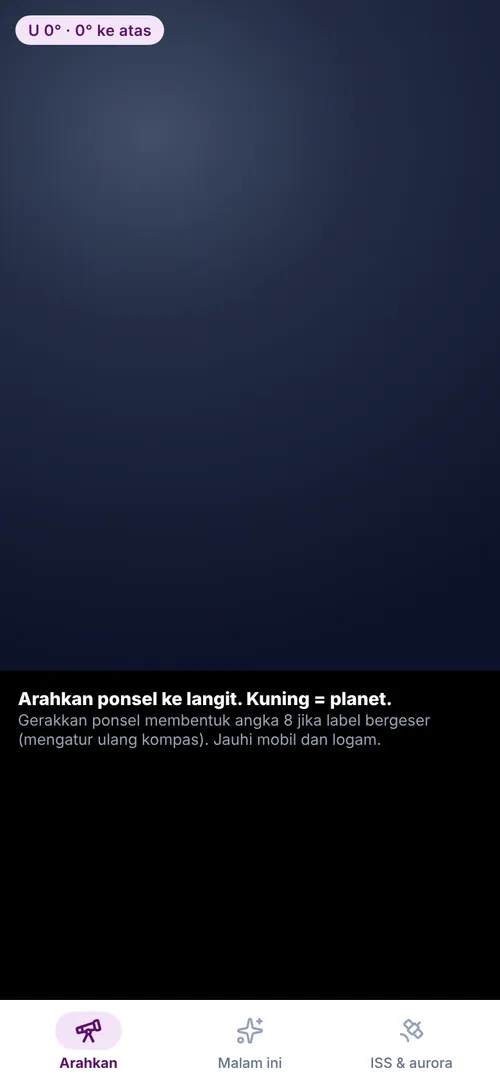 U 0° · 0° ke atas
Arahkan ponsel ke langit. Kuning = planet.
Gerakkan ponsel membentuk angka 8 jika label bergeser
(mengatur ulang kompas). Jauhi mobil dan logam.
Arahkan
Malam ini
ISS & aurora